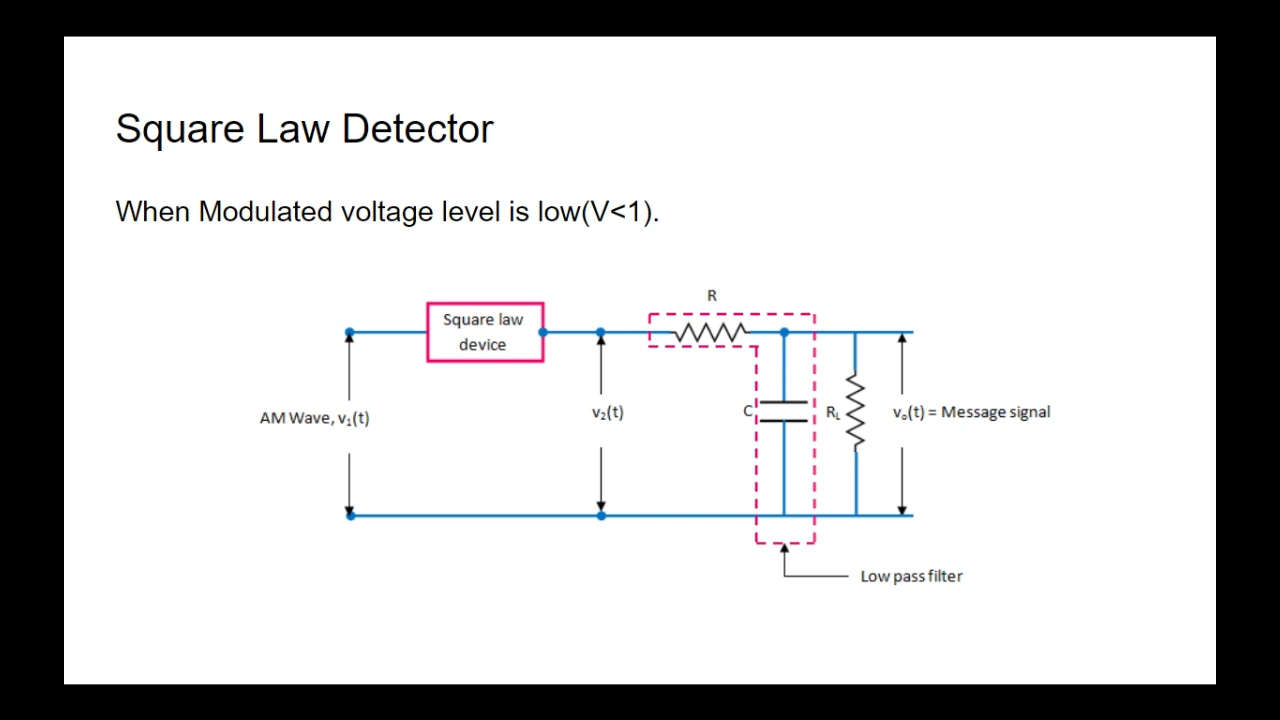 Square Law Detector
When Modulated voltage level is low(V<1).
R
Square law
device
AM Wave, v₁(t)
v₂(t)
C
R_L
vₒ(t) = Message signal
Low pass filter